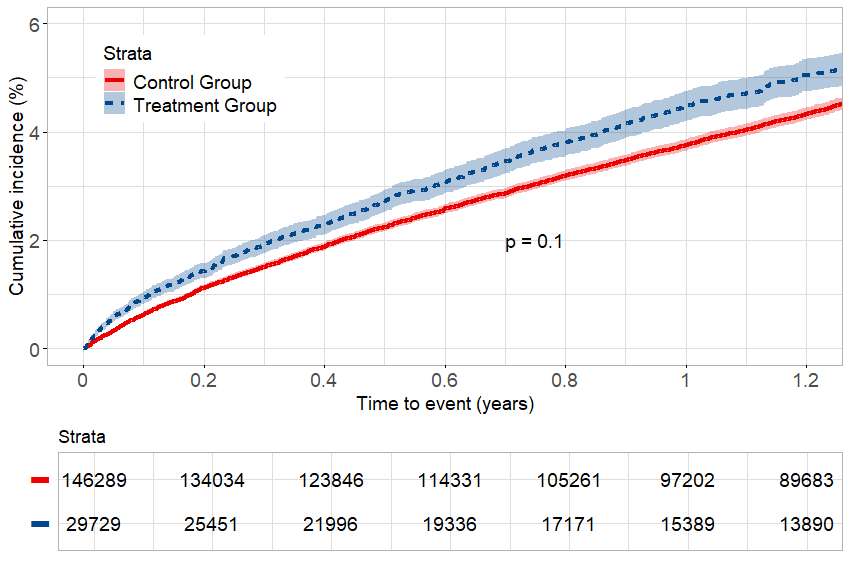 Cumulative incidence (%)
6
4
2
0
Strata
Control Group
Treatment Group
p = 0.1
0 0.2 0.4 0.6 0.8 1 1.2
Time to event (years)
Strata
146289 134034 123846 114331 105261 97202 89683
29729 25451 21996 19336 17171 15389 13890